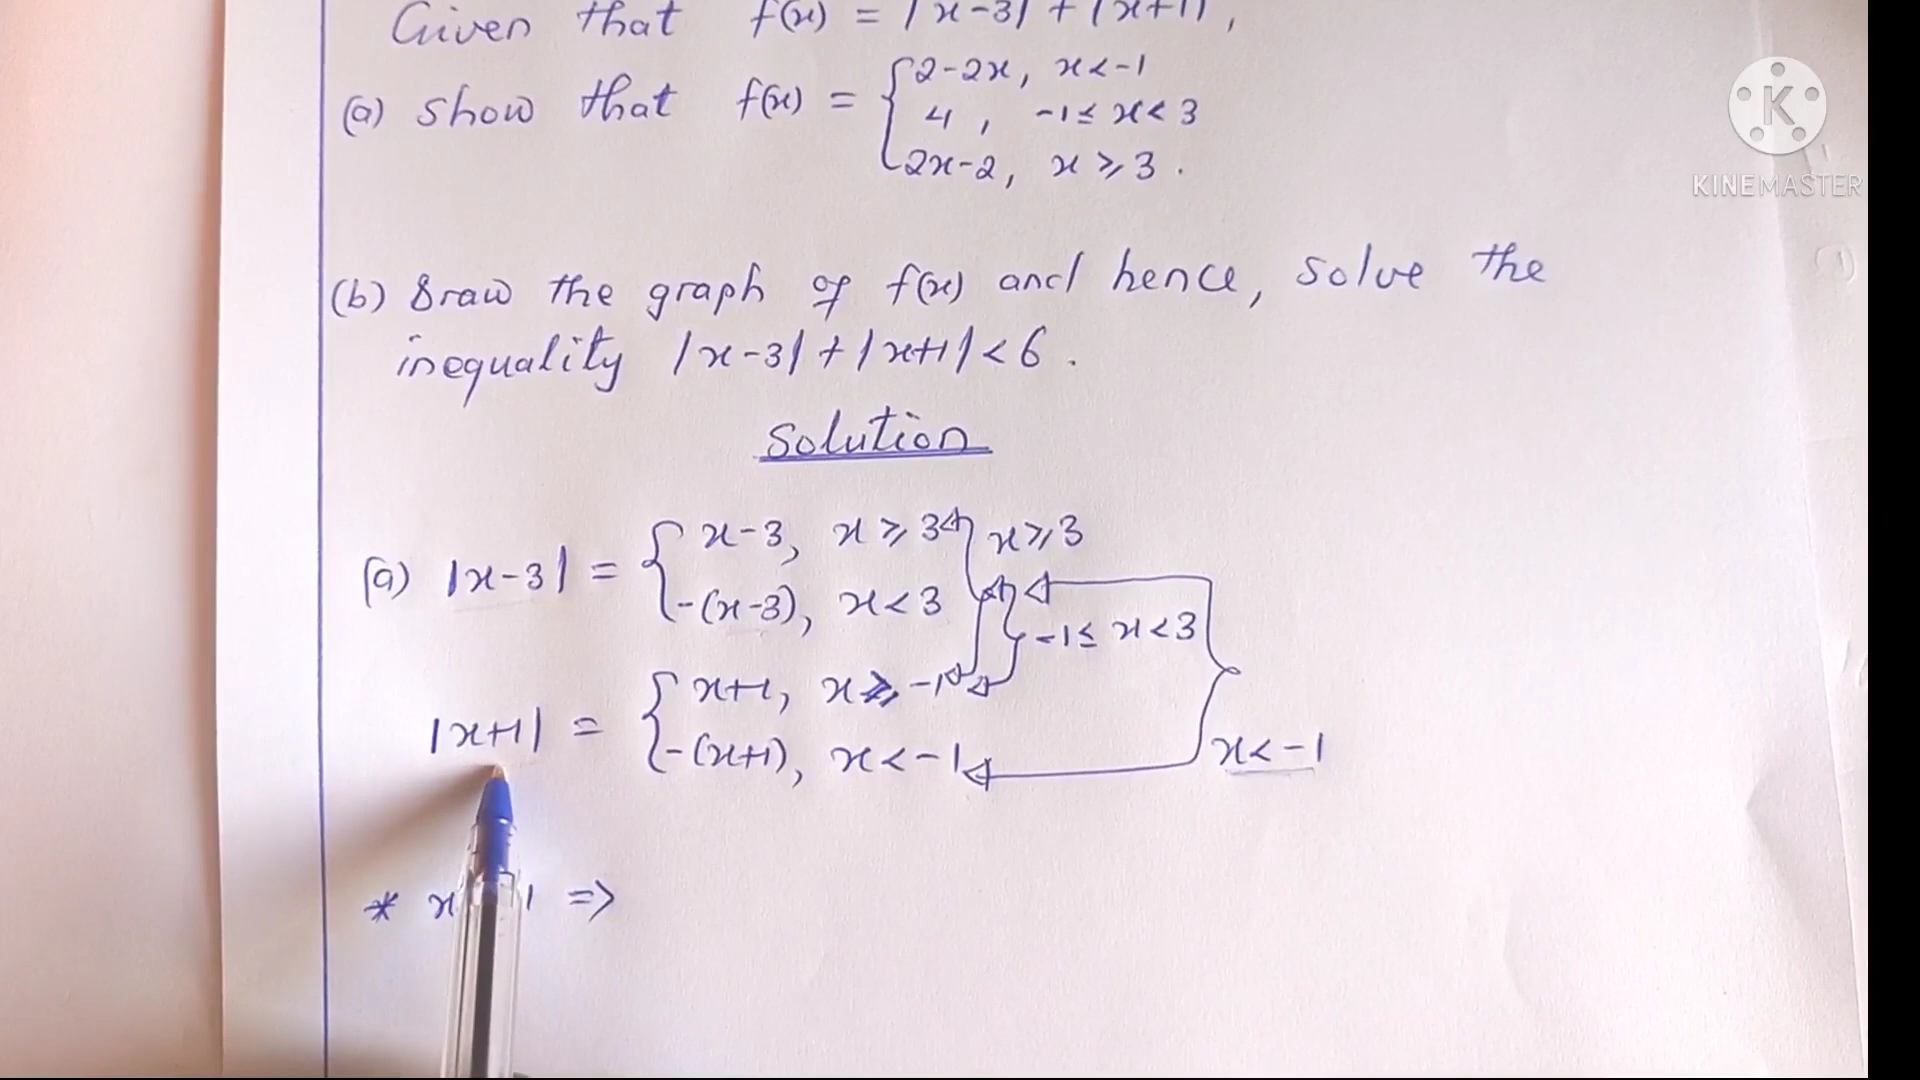 Given that f(x) = |x-3| + |x+1|,
(a) show that f(x) = { 2-2x, x<-1
4, -1≤ x< 3
2x-2, x ≥ 3.
KINEMASTER
(b) Draw the graph of f(x) and hence, solve the
inequality |x-3| + |x+1| < 6.
Solution
(a) |x-3| = { x-3, x ≥ 3 x≥3
-(x-3), x<3
-1≤ x<3
|x+1| = { x+1, x≥ -1
-(x+1), x< -1 x< -1
* x 1 =>